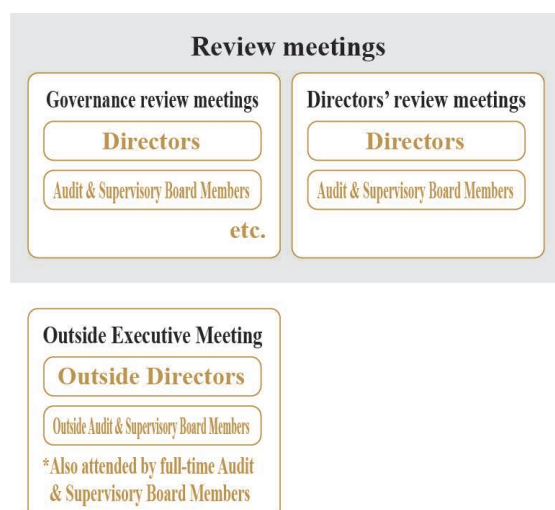 Review meetings
Governance review meetings
Directors
Audit & Supervisory Board Members
etc.
Directors’ review meetings
Directors
Audit & Supervisory Board Members
Outside Executive Meeting
Outside Directors
Outside Audit & Supervisory Board Members
*Also attended by full-time Audit
& Supervisory Board Members